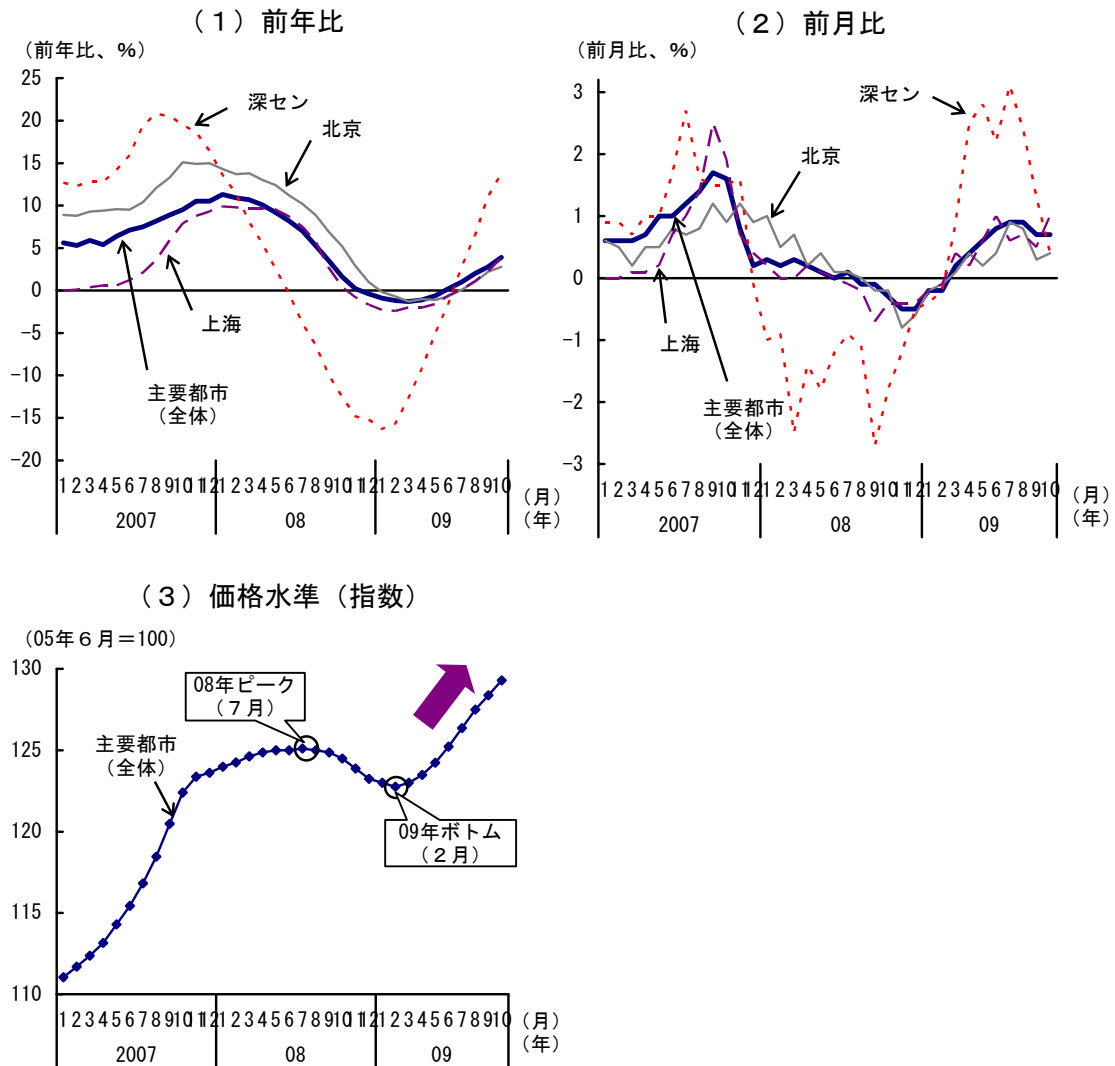 （１）前年比
（前年比、%）
25
20
15
10
5
0
−5
−10
−15
−20
深セン
北京
上海
主要都市
（全体）
1 2 3 4 5 6 7 8 9 10 11 12 1 2 3 4 5 6 7 8 9 10 11 12 1 2 3 4 5 6 7 8 9 10 （月）
2007 08 09 （年）
（２）前月比
（前月比、%）
3
2
1
0
−1
−2
−3
深セン
北京
上海
主要都市
（全体）
1 2 3 4 5 6 7 8 9 10 11 12 1 2 3 4 5 6 7 8 9 10 11 12 1 2 3 4 5 6 7 8 9 10 （月）
2007 08 09 （年）
（３）価格水準（指数）
（05年６月＝100）
130
125
120
115
110
08年ピーク
（７月）
主要都市
（全体）
09年ボトム
（２月）
1 2 3 4 5 6 7 8 9 10 11 12 1 2 3 4 5 6 7 8 9 10 11 12 1 2 3 4 5 6 7 8 9 10 （月）
2007 08 09 （年）